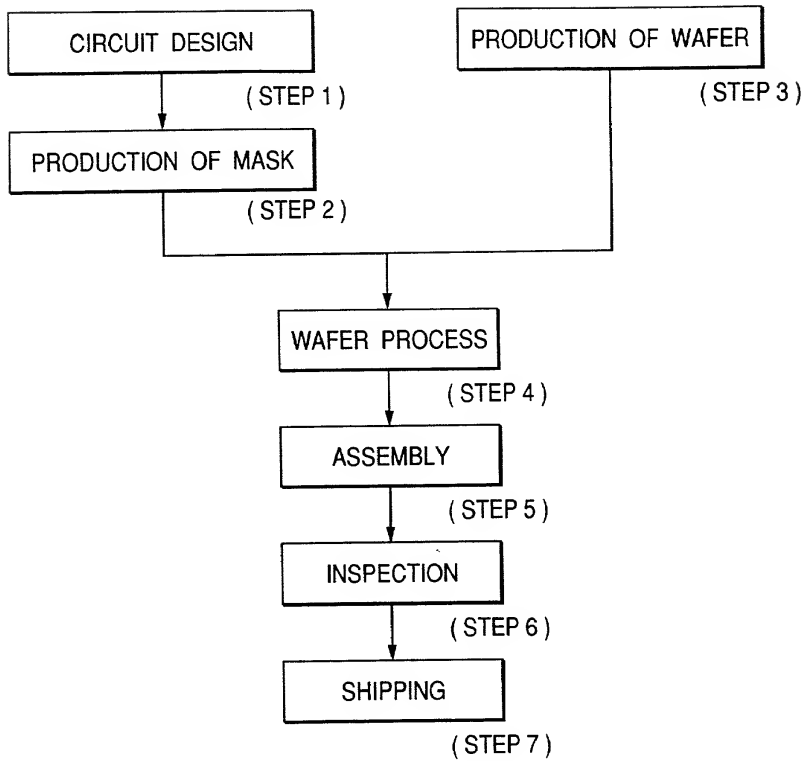 CIRCUIT DESIGN
(STEP 1)
PRODUCTION OF MASK
(STEP 2)
PRODUCTION OF WAFER
(STEP 3)
WAFER PROCESS
(STEP 4)
ASSEMBLY
(STEP 5)
INSPECTION
(STEP 6)
SHIPPING
(STEP 7)